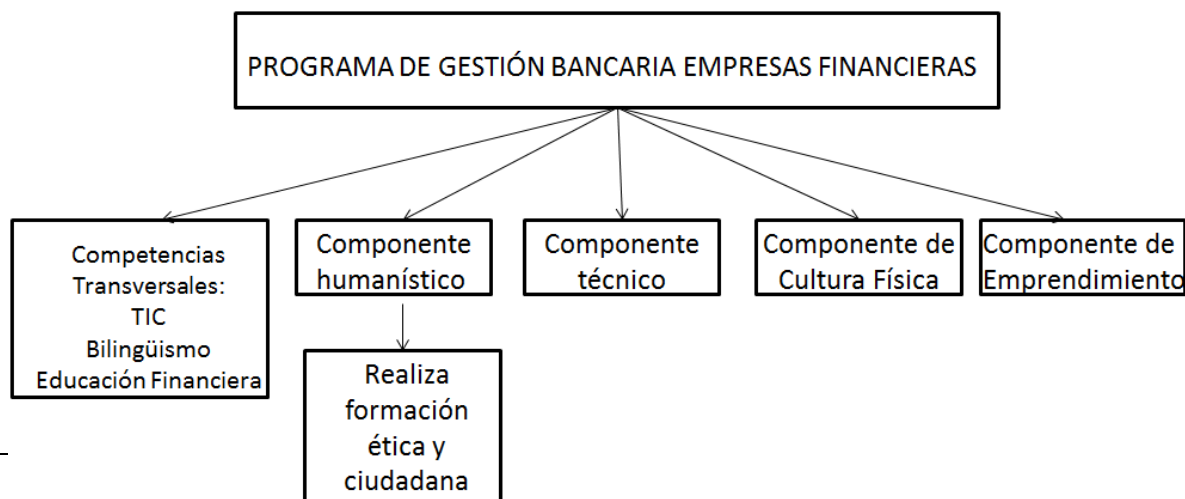 PROGRAMA DE GESTIÓN BANCARIA EMPRESAS FINANCIERAS
Competencias
Transversales:
TIC
Bilingüismo
Educación Financiera
Componente
humanístico
Realiza
formación
ética y
ciudadana
Componente
técnico
Componente de
Cultura Física
Componente de
Emprendimiento